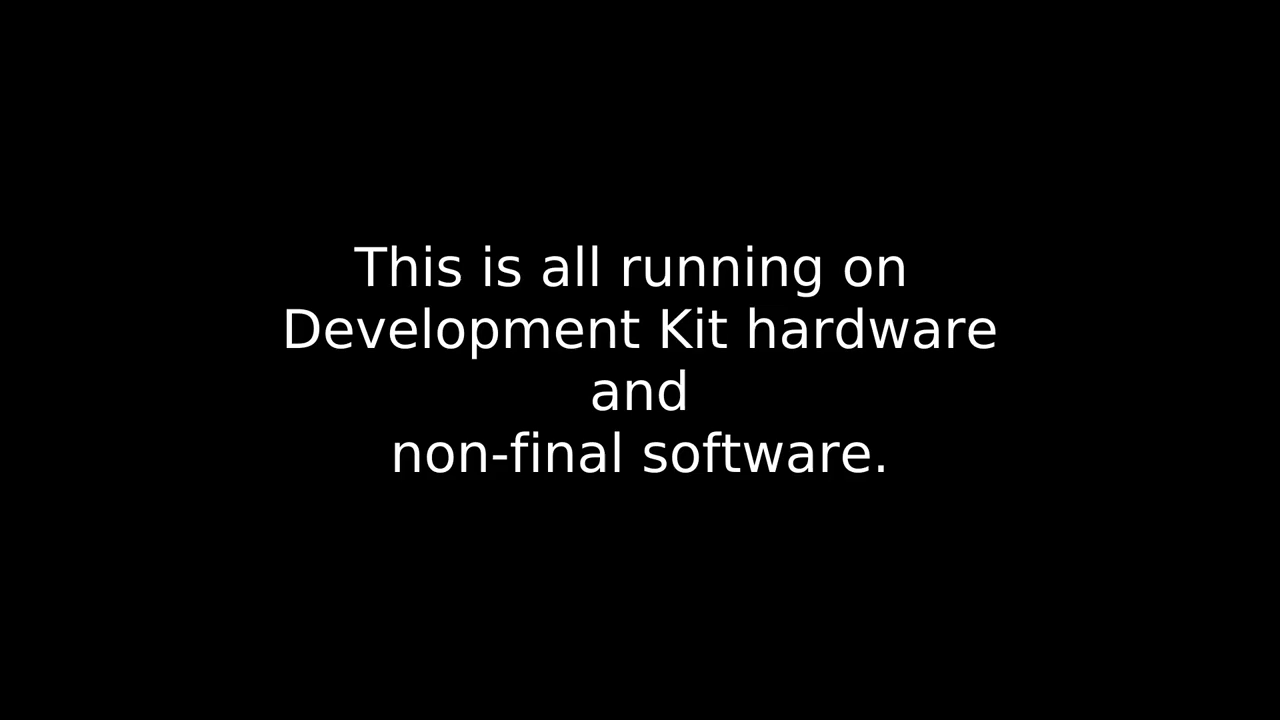 This is all running on
Development Kit hardware
and
non-final software.